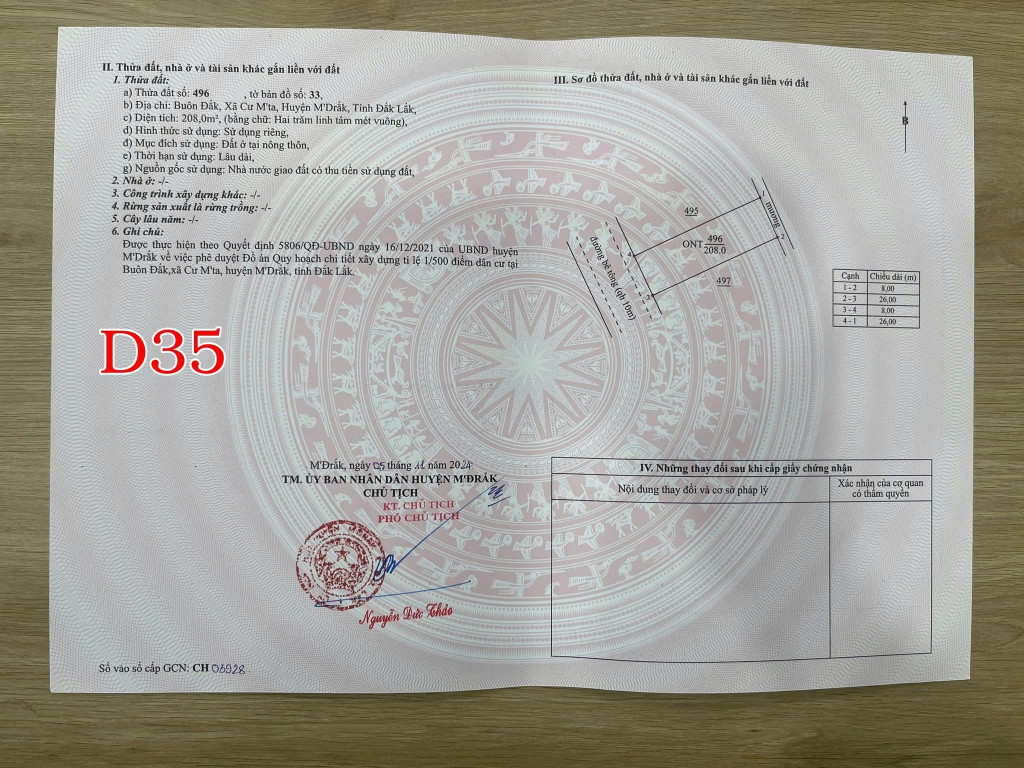 II. Thửa đất, nhà ở và tài sản khác gắn liền với đất
1. Thửa đất:
a) Thửa đất số: 496 , tờ bản đồ số: 33,
b) Địa chỉ: Buôn Đắk, Xã Cư M'ta, Huyện M'Drắk, Tỉnh Đắk Lắk,
c) Diện tích: 208,0m², (bằng chữ: Hai trăm linh tám mét vuông),
d) Hình thức sử dụng: Sử dụng riêng,
đ) Mục đích sử dụng: Đất ở tại nông thôn,
e) Thời hạn sử dụng: Lâu dài,
g) Nguồn gốc sử dụng: Nhà nước giao đất có thu tiền sử dụng đất,
2. Nhà ở: -/-
3. Công trình xây dựng khác: -/-
4. Rừng sản xuất là rừng trồng: -/-
5. Cây lâu năm: -/-
6. Ghi chú:
Được thực hiện theo Quyết định 5806/QĐ-UBND ngày 16/12/2021 của UBND huyện
M'Drắk về việc phê duyệt Đồ án Quy hoạch chi tiết xây dựng tỉ lệ 1/500 điểm dân cư tại
Buôn Đắk,xã Cư M'ta, huyện M'Drắk, tỉnh Đăk Lắk.
D35
M'Đrắk, ngày 05 tháng 11 năm 2024
TM. ỦY BAN NHÂN DÂN HUYỆN M'ĐRẮK
CHỦ TỊCH
KT. CHỦ TỊCH
PHÓ CHỦ TỊCH
Nguyễn Đức Thảo
Số vào sổ cấp GCN: CH 06928
III. Sơ đồ thửa đất, nhà ở và tài sản khác gắn liền với đất
B
1
495
mương
ONT 496
208.0
2
đường bê tông (qh 10m)
4
497
3
Cạnh Chiều dài (m)
1 - 2 8,00
2 - 3 26,00
3 - 4 8,00
4 - 1 26,00
IV. Những thay đổi sau khi cấp giấy chứng nhận
Nội dung thay đổi và cơ sở pháp lý
Xác nhận của cơ quan
có thẩm quyền